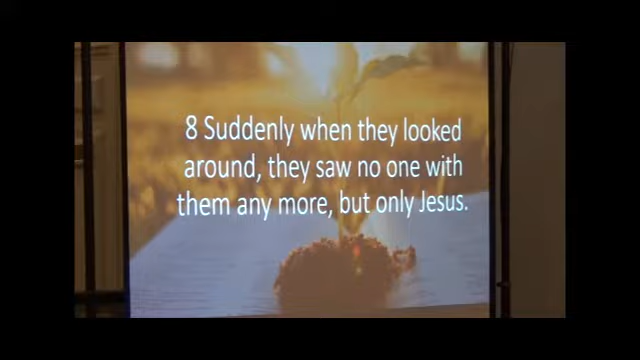 8 Suddenly when they looked
around, they saw no one with
them any more, but only Jesus.